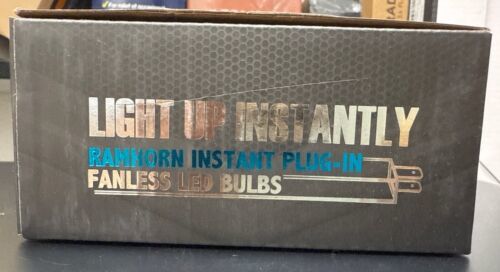 LIGHT UP INSTANTLY
RAMHORN INSTANT PLUG-IN
FANLESS LED BULBS